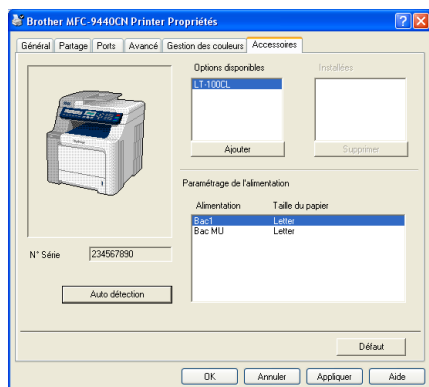 Brother MFC-9440CN Printer Propriétés
Général Partage Ports Avancé Gestion des couleurs Accessoires
Options disponibles
Installées
LT-100CL
Ajouter
Supprimer
Paramétrage de l'alimentation
Alimentation Taille du papier
Bac1 Letter
Bac MU Letter
N° Série 234567890
Auto détection
Défaut
OK Annuler Appliquer Aide